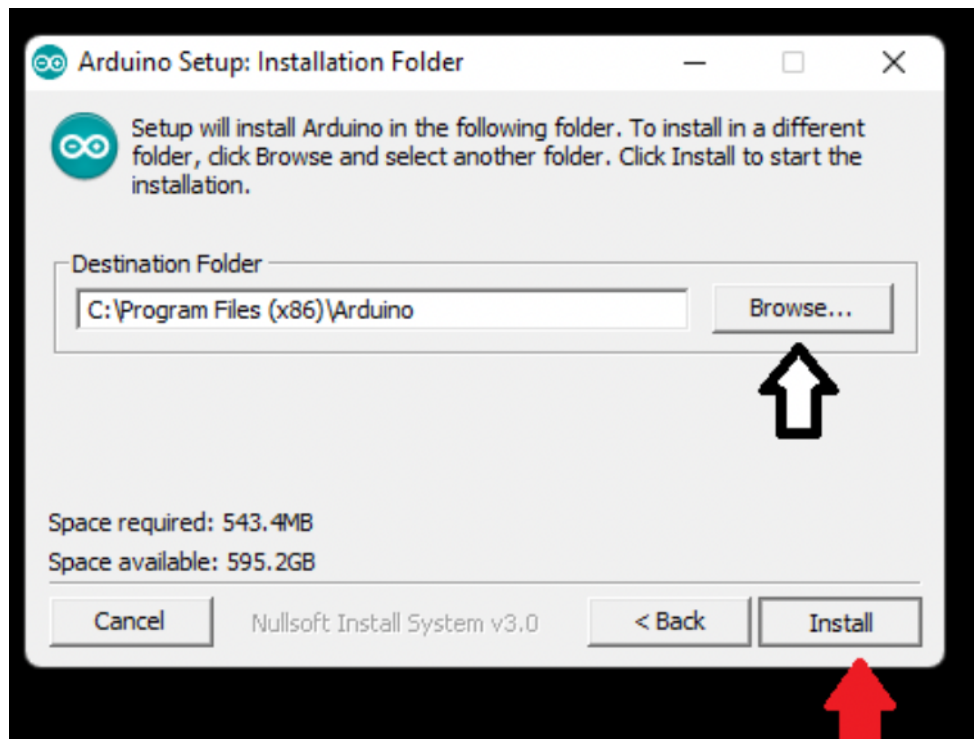 Arduino Setup: Installation Folder
Setup will install Arduino in the following folder. To install in a different
folder, click Browse and select another folder. Click Install to start the
installation.
Destination Folder
C:\Program Files (x86)\Arduino
Browse...
Space required: 543.4MB
Space available: 595.2GB
Cancel
Nullsoft Install System v3.0
< Back
Install